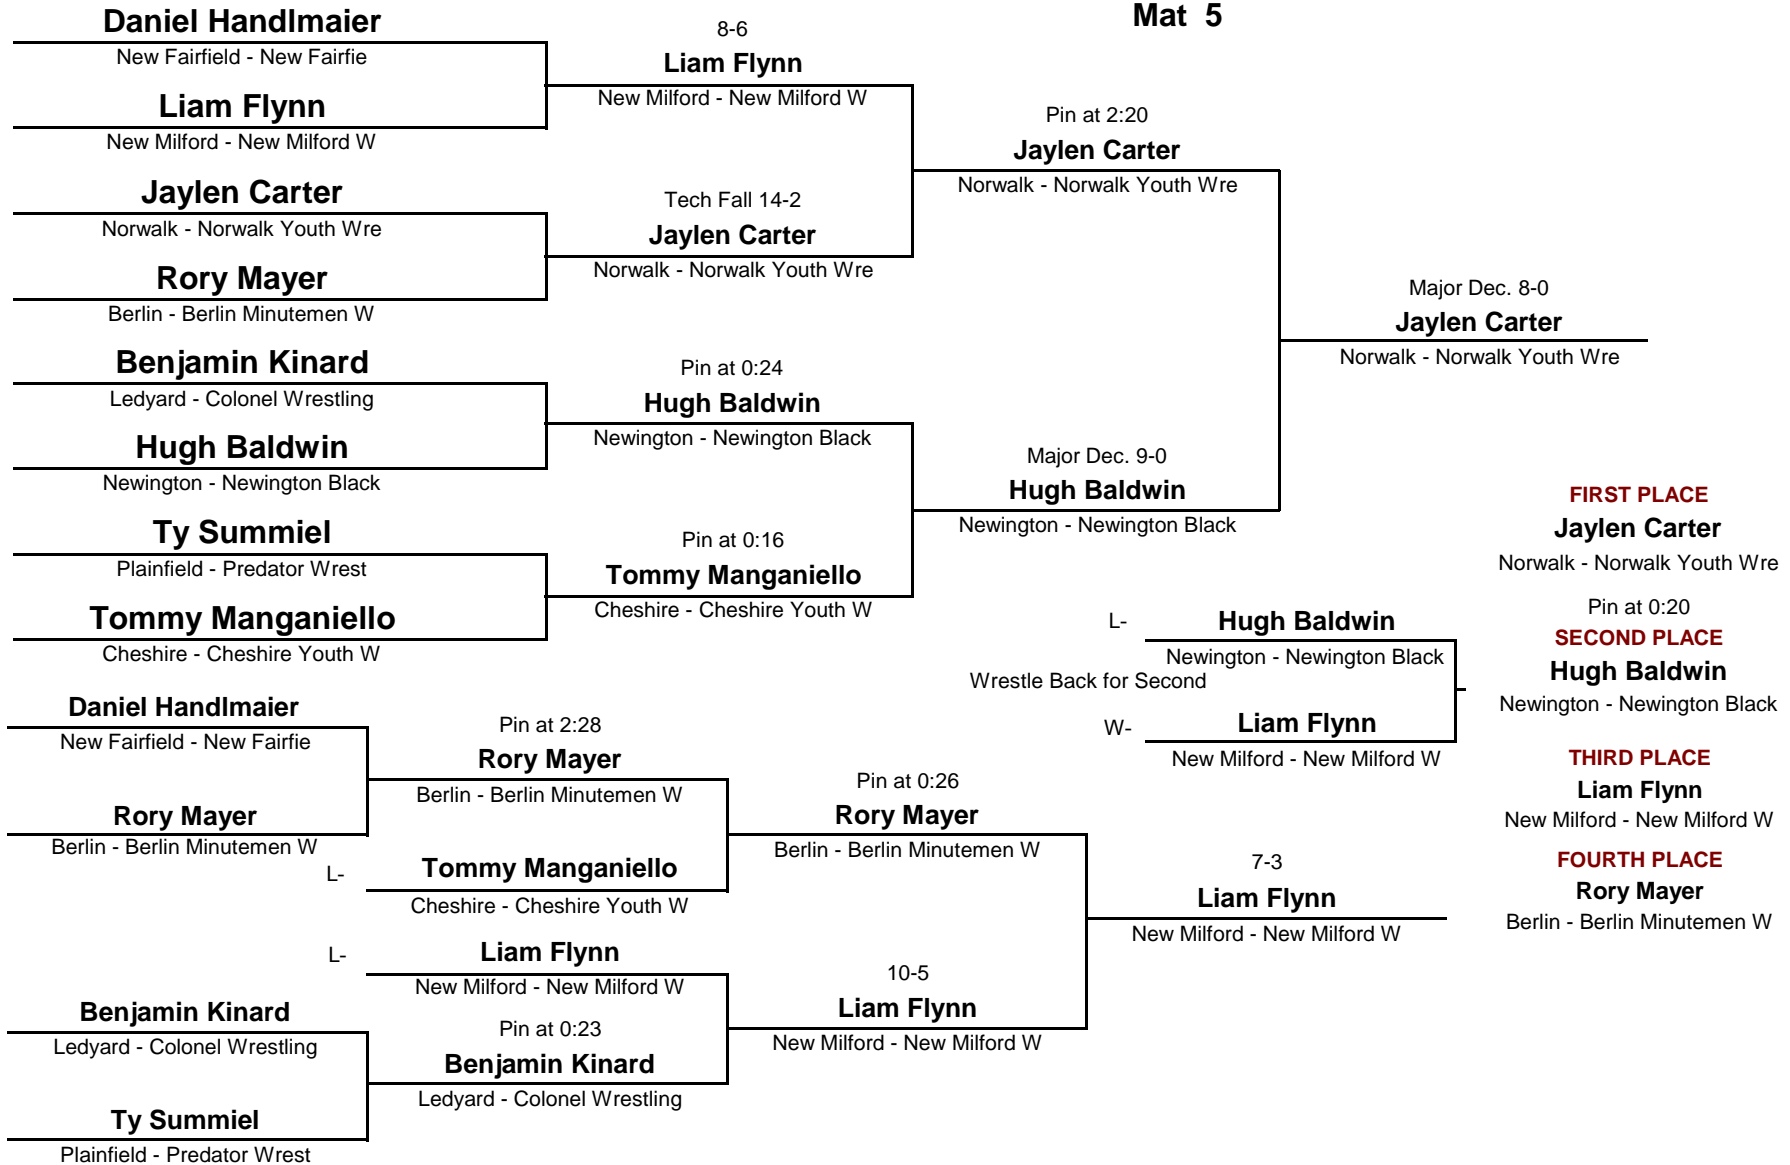 Mat 5
Daniel Handlmaier
New Fairfield - New Fairfie
Liam Flynn
New Milford - New Milford W
Jaylen Carter
Norwalk - Norwalk Youth Wre
Rory Mayer
Berlin - Berlin Minutemen W
Benjamin Kinard
Ledyard - Colonel Wrestling
Hugh Baldwin
Newington - Newington Black
Ty Summiel
Plainfield - Predator Wrest
Tommy Manganiello
Cheshire - Cheshire Youth W
8-6
Liam Flynn
New Milford - New Milford W
Tech Fall 14-2
Jaylen Carter
Norwalk - Norwalk Youth Wre
Pin at 0:24
Hugh Baldwin
Newington - Newington Black
Pin at 0:16
Tommy Manganiello
Cheshire - Cheshire Youth W
Pin at 2:20
Jaylen Carter
Norwalk - Norwalk Youth Wre
Major Dec. 9-0
Hugh Baldwin
Newington - Newington Black
Major Dec. 8-0
Jaylen Carter
Norwalk - Norwalk Youth Wre
Daniel Handlmaier
New Fairfield - New Fairfie
Rory Mayer
Berlin - Berlin Minutemen W
Benjamin Kinard
Ledyard - Colonel Wrestling
Ty Summiel
Plainfield - Predator Wrest
Pin at 2:28
Rory Mayer
Berlin - Berlin Minutemen W
L-
Tommy Manganiello
Cheshire - Cheshire Youth W
L-
Liam Flynn
New Milford - New Milford W
Pin at 0:23
Benjamin Kinard
Ledyard - Colonel Wrestling
Pin at 0:26
Rory Mayer
Berlin - Berlin Minutemen W
10-5
Liam Flynn
New Milford - New Milford W
7-3
Liam Flynn
New Milford - New Milford W
L-
Hugh Baldwin
Newington - Newington Black
Wrestle Back for Second
W-
Liam Flynn
New Milford - New Milford W
FIRST PLACE
Jaylen Carter
Norwalk - Norwalk Youth Wre
Pin at 0:20
SECOND PLACE
Hugh Baldwin
Newington - Newington Black
THIRD PLACE
Liam Flynn
New Milford - New Milford W
FOURTH PLACE
Rory Mayer
Berlin - Berlin Minutemen W